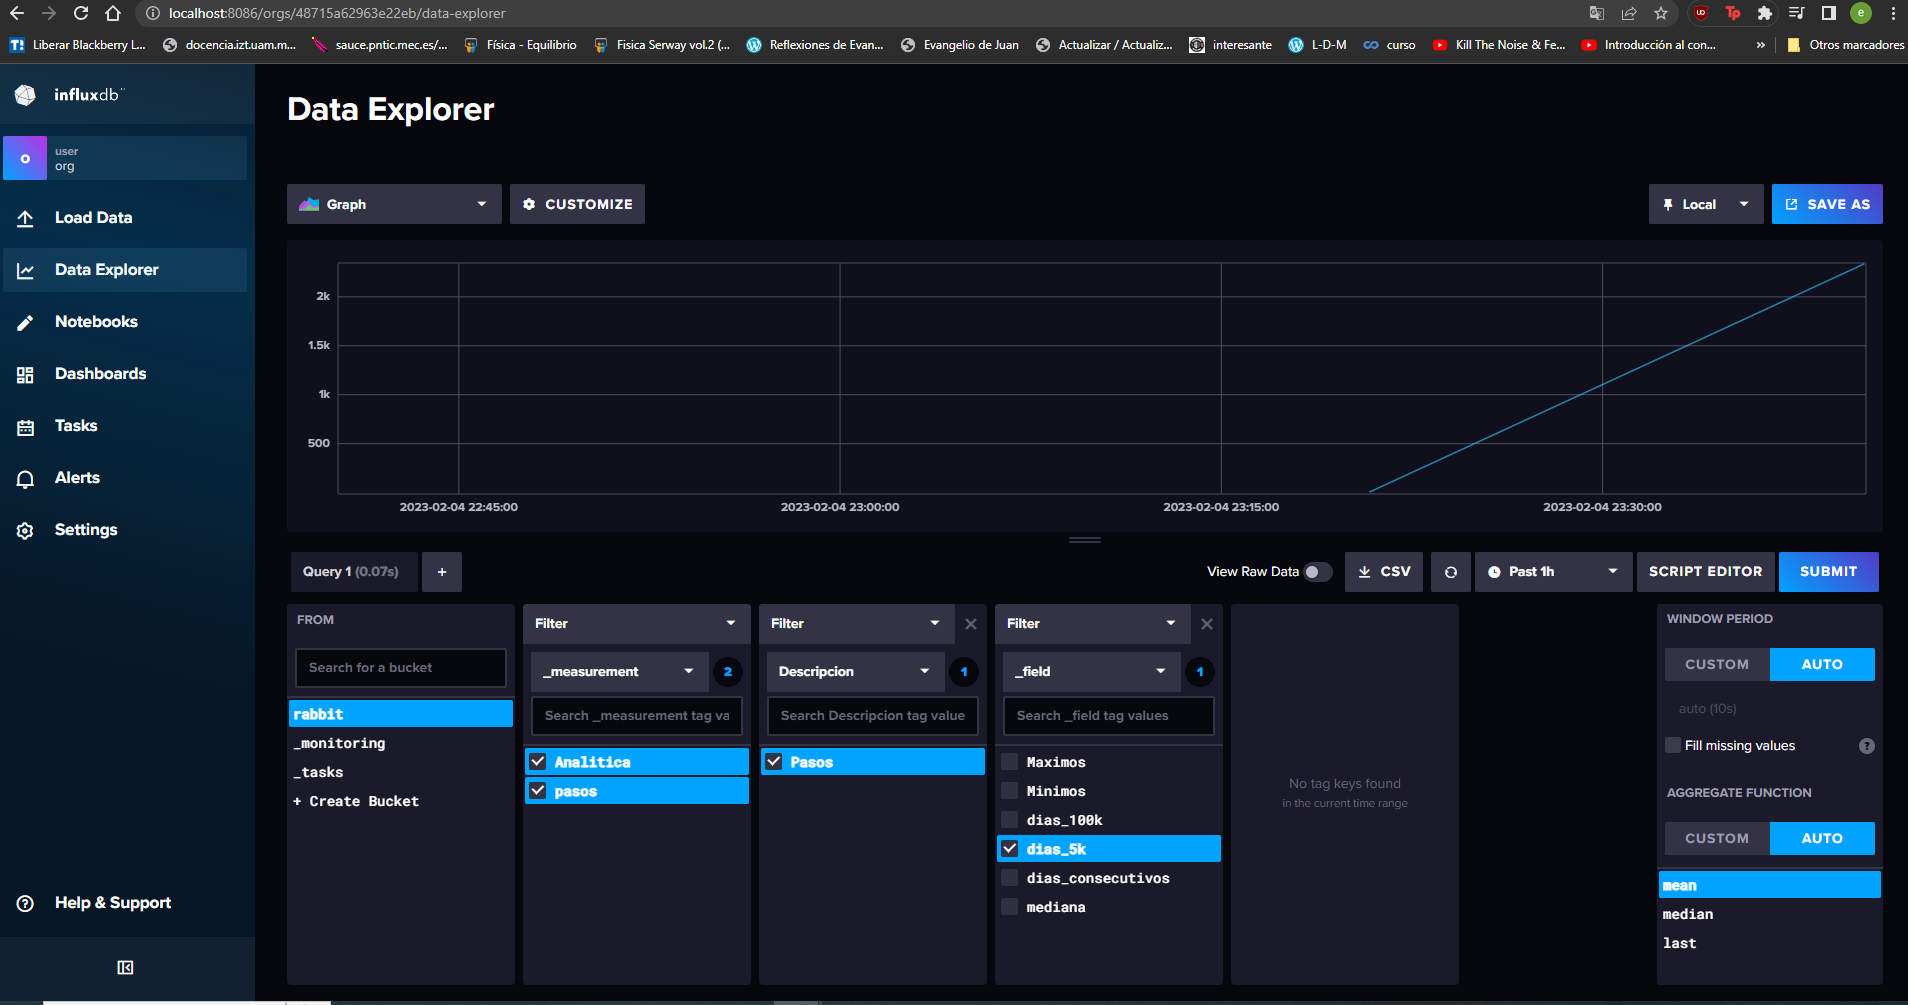 localhost:8086/orgs/48715a62963e22eb/data-explorer
Liberar Blackberry L... docencia.izt.uam.m... sauce.pntic.mec.es/... Física - Equilibrio Fisica Serway vol.2 (... Reflexiones de Evan... Evangelio de Juan Actualizar / Actualiz... interesante L-D-M curso Kill The Noise & Fe... Introducción al con... » Otros marcadores
influxdb
user
org
Load Data
Data Explorer
Notebooks
Dashboards
Tasks
Alerts
Settings
Help & Support
Data Explorer
Graph CUSTOMIZE Local SAVE AS
2k
1.5k
1k
500
2023-02-04 22:45:00 2023-02-04 23:00:00 2023-02-04 23:15:00 2023-02-04 23:30:00
Query 1 (0.07s) + View Raw Data CSV Past 1h SCRIPT EDITOR SUBMIT
FROM
Search for a bucket
rabbit
_monitoring
_tasks
+ Create Bucket
Filter
_measurement 2
Search _measurement tag va
Analitica
pasos
Filter
Descripcion 1
Search Descripcion tag value
Pasos
Filter
_field 1
Search _field tag values
Maximos
Minimos
dias_100k
dias_5k
dias_consecutivos
mediana
No tag keys found
in the current time range
WINDOW PERIOD
CUSTOM AUTO
auto (10s)
Fill missing values ?
AGGREGATE FUNCTION
CUSTOM AUTO
mean
median
last